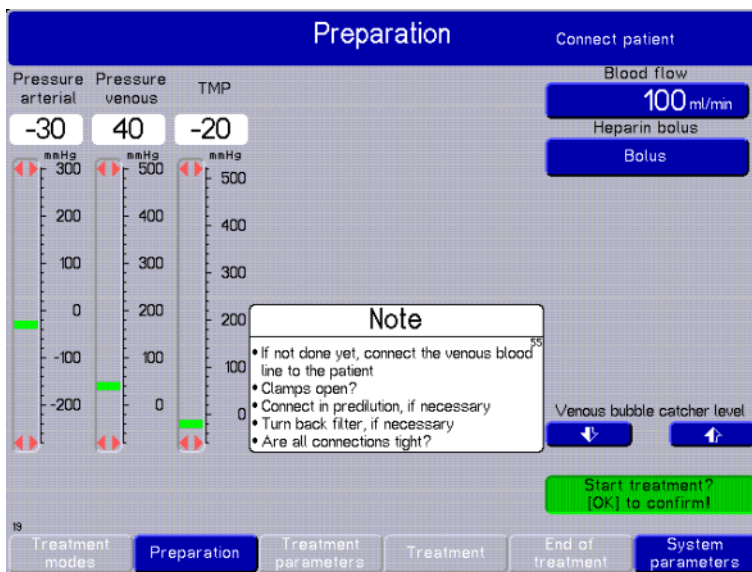 Preparation
Connect patient
Pressure arterial
Pressure venous
TMP
Blood flow
100 ml/min
-30
40
-20
Heparin bolus
Bolus
mmHg
mmHg
mmHg
300
200
100
0
-100
-200
500
400
300
200
100
0
500
400
300
200
100
0
Note
55
• If not done yet, connect the venous blood
line to the patient
• Clamps open?
• Connect in predilution, if necessary
• Turn back filter, if necessary
• Are all connections tight?
Venous bubble catcher level
Start treatment?
[OK] to confirm!
19
Treatment
modes
Preparation
Treatment
parameters
Treatment
End of
treatment
System
parameters